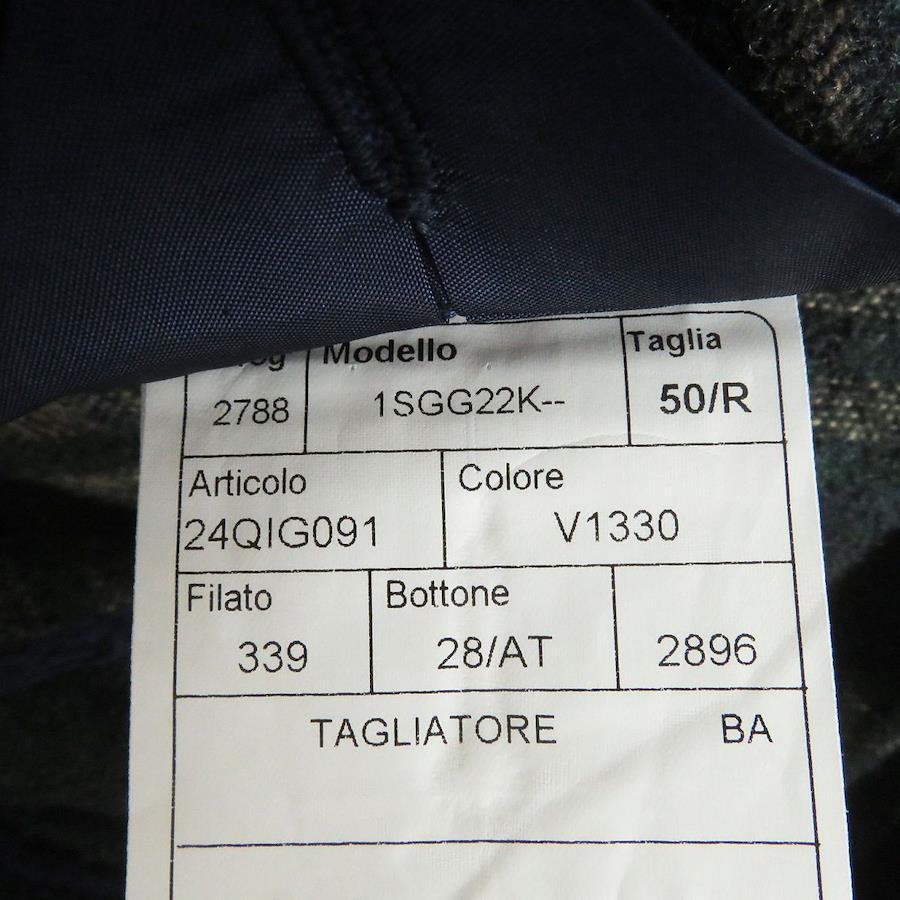 Modello Taglia
2788 1SGG22K-- 50/R
Articolo Colore
24QIG091 V1330
Filato Bottone
339 28/AT 2896
TAGLIATORE BA